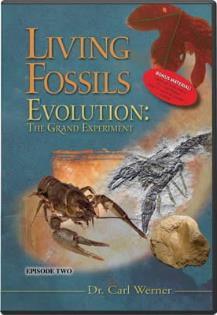 LIVING
FOSSILS
BONUS MATERIAL!
EVOLUTION:
THE GRAND EXPERIMENT
EPISODE TWO
Dr. Carl Werner